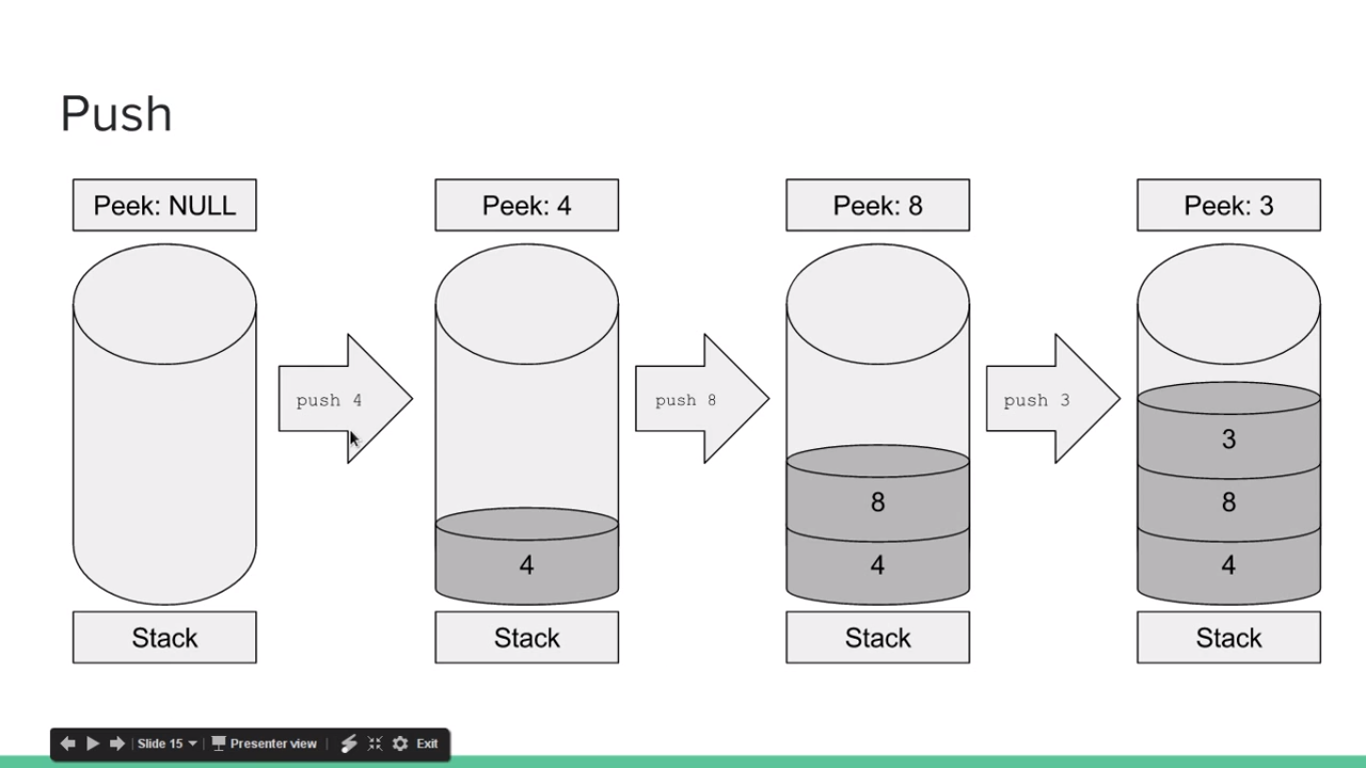 Push
Peek: NULL
Peek: 4
Peek: 8
Peek: 3
push 4
push 8
push 3
3
8
8
4
4
4
Stack
Stack
Stack
Stack
Slide 15
Presenter view
Exit